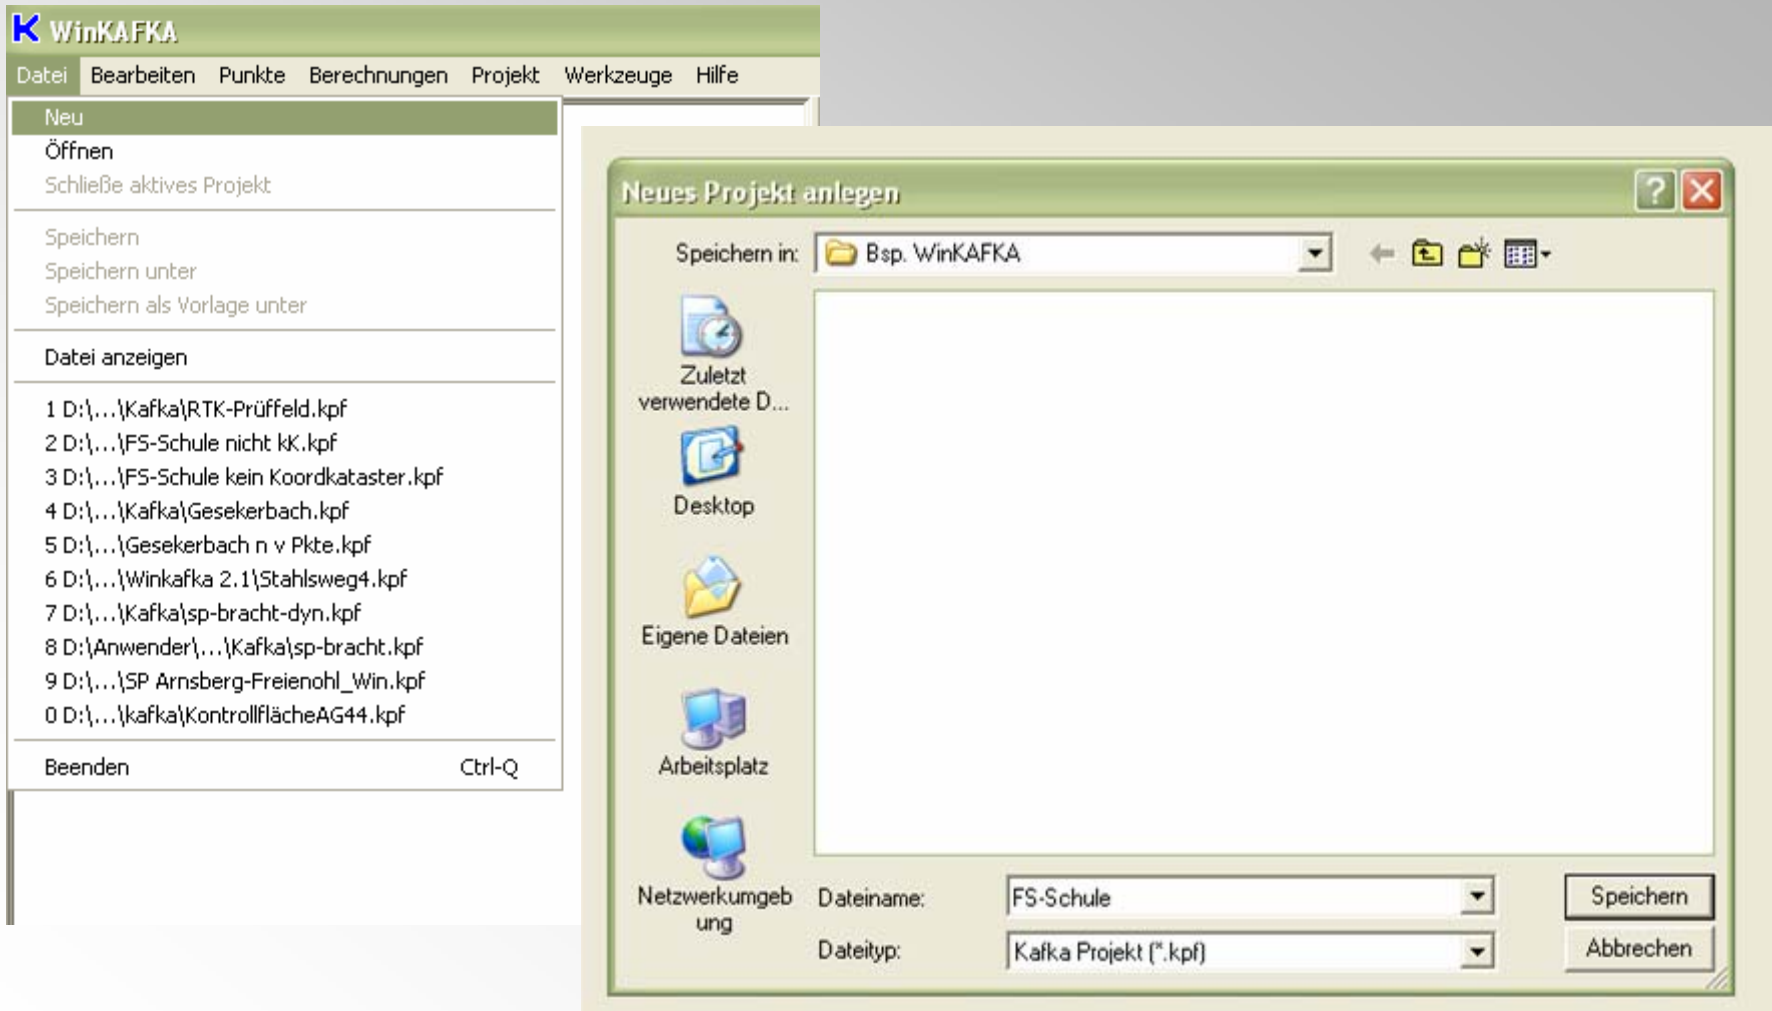 K WinKAFKA
Datei Bearbeiten Punkte Berechnungen Projekt Werkzeuge Hilfe
Neu
Öffnen
Schließe aktives Projekt
Speichern
Speichern unter
Speichern als Vorlage unter
Datei anzeigen
1 D:\...\Kafka\RTK-Prüffeld.kpf
2 D:\...\FS-Schule nicht kK.kpf
3 D:\...\FS-Schule kein Koordkataster.kpf
4 D:\...\Kafka\Gesekerbach.kpf
5 D:\...\Gesekerbach n v Pkte.kpf
6 D:\...\Winkafka 2.1\Stahlsweg4.kpf
7 D:\...\Kafka\sp-bracht-dyn.kpf
8 D:\Anwender\...\Kafka\sp-bracht.kpf
9 D:\...\SP Arnsberg-Freienohl_Win.kpf
0 D:\...\kafka\KontrollflächeAG44.kpf
Beenden Ctrl-Q
Neues Projekt anlegen
Speichern in: Bsp. WinKAFKA
Zuletzt
verwendete D...
Desktop
Eigene Dateien
Arbeitsplatz
Netzwerkumgeb
ung
Dateiname: FS-Schule Speichern
Dateityp: Kafka Projekt (*.kpf) Abbrechen